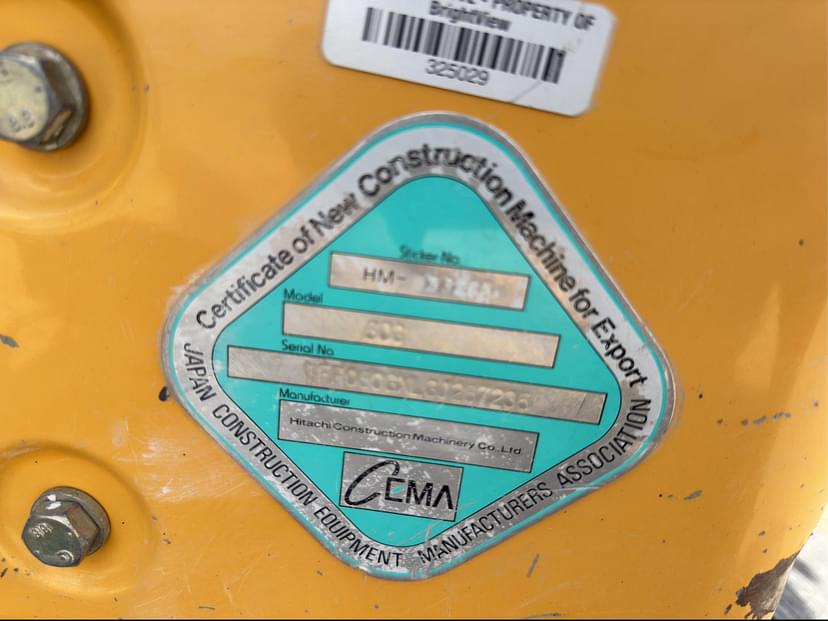 PROPERTY OF
BrightView
325029
Certificate of New Construction Machine for Export
Sticker No
HM-
Model
Serial No
Manufacturer
Hitachi Construction Machinery Co., Ltd.
CEMA
JAPAN CONSTRUCTION EQUIPMENT MANUFACTURERS ASSOCIATION